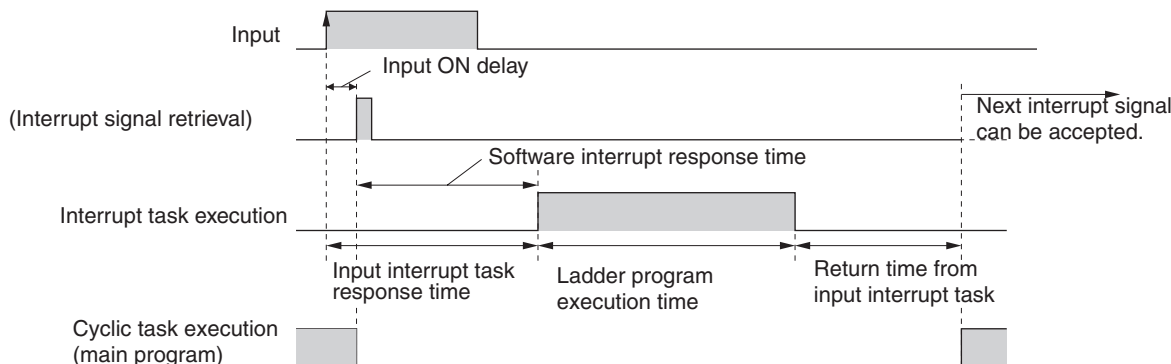 Input
Input ON delay
(Interrupt signal retrieval)
Next interrupt signal
can be accepted.
Software interrupt response time
Interrupt task execution
Input interrupt task
response time
Ladder program
execution time
Return time from
input interrupt task
Cyclic task execution
(main program)